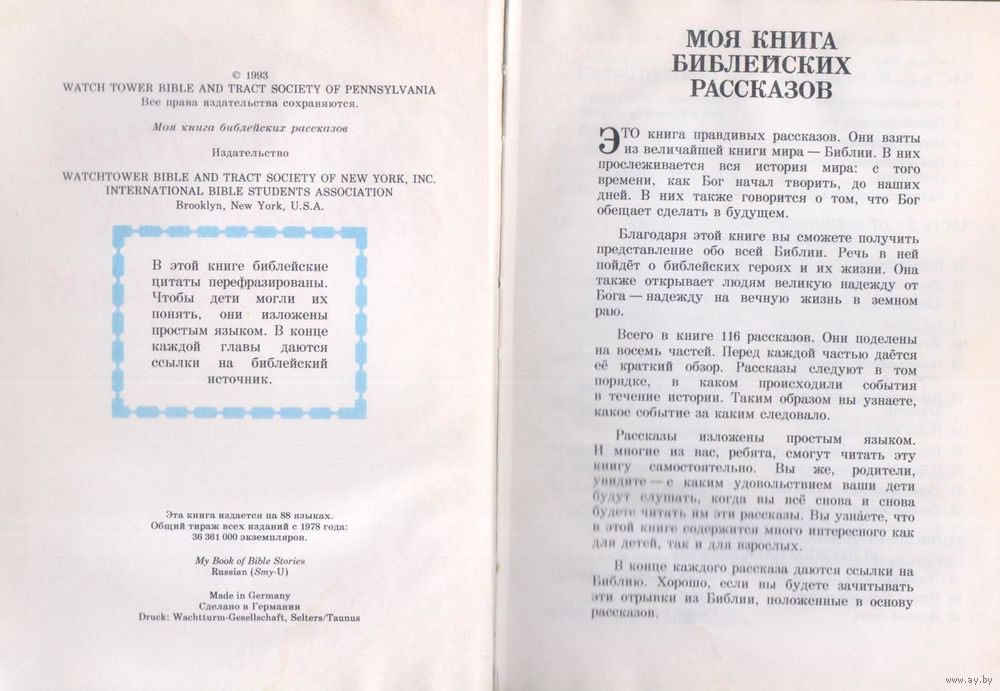 © 1993
WATCH TOWER BIBLE AND TRACT SOCIETY OF PENNSYLVANIA
Все права издательства сохраняются.
Моя книга библейских рассказов
Издательство
WATCHTOWER BIBLE AND TRACT SOCIETY OF NEW YORK, INC.
INTERNATIONAL BIBLE STUDENTS ASSOCIATION
Brooklyn, New York, U.S.A.
В этой книге библейские
цитаты перефразированы.
Чтобы дети могли их
понять, они изложены
простым языком. В конце
каждой главы даются
ссылки на библейский
источник.
Эта книга издается на 88 языках.
Общий тираж всех изданий с 1978 года:
36 361 000 экземпляров.
My Book of Bible Stories
Russian (Smy-U)
Made in Germany
Сделано в Германии
Druck: Wachtturm-Gesellschaft, Selters/Taunus
МОЯ КНИГА
БИБЛЕЙСКИХ
РАССКАЗОВ
ЭТО книга правдивых рассказов. Они взяты
из величайшей книги мира — Библии. В них
прослеживается вся история мира: с того
времени, как Бог начал творить, до наших
дней. В них также говорится о том, что Бог
обещает сделать в будущем.
Благодаря этой книге вы сможете получить
представление обо всей Библии. Речь в ней
пойдёт о библейских героях и их жизни. Она
также открывает людям великую надежду от
Бога — надежду на вечную жизнь в земном
раю.
Всего в книге 116 рассказов. Они поделены
на восемь частей. Перед каждой частью даётся
её краткий обзор. Рассказы следуют в том
порядке, в каком происходили события
в течение истории. Таким образом вы узнаете,
какое событие за каким следовало.
Рассказы изложены простым языком.
И многие из вас, ребята, смогут читать эту
книгу самостоятельно. Вы же, родители,
увидите — с каким удовольствием ваши дети
будут слушать, когда вы всё снова и снова
будете читать им эти рассказы. Вы узнаете, что
в этой книге содержится много интересного как
для детей, так и для взрослых.
В конце каждого рассказа даются ссылки на
Библию. Хорошо, если вы будете зачитывать
эти отрывки из Библии, положенные в основу
рассказов.
www.ay.by